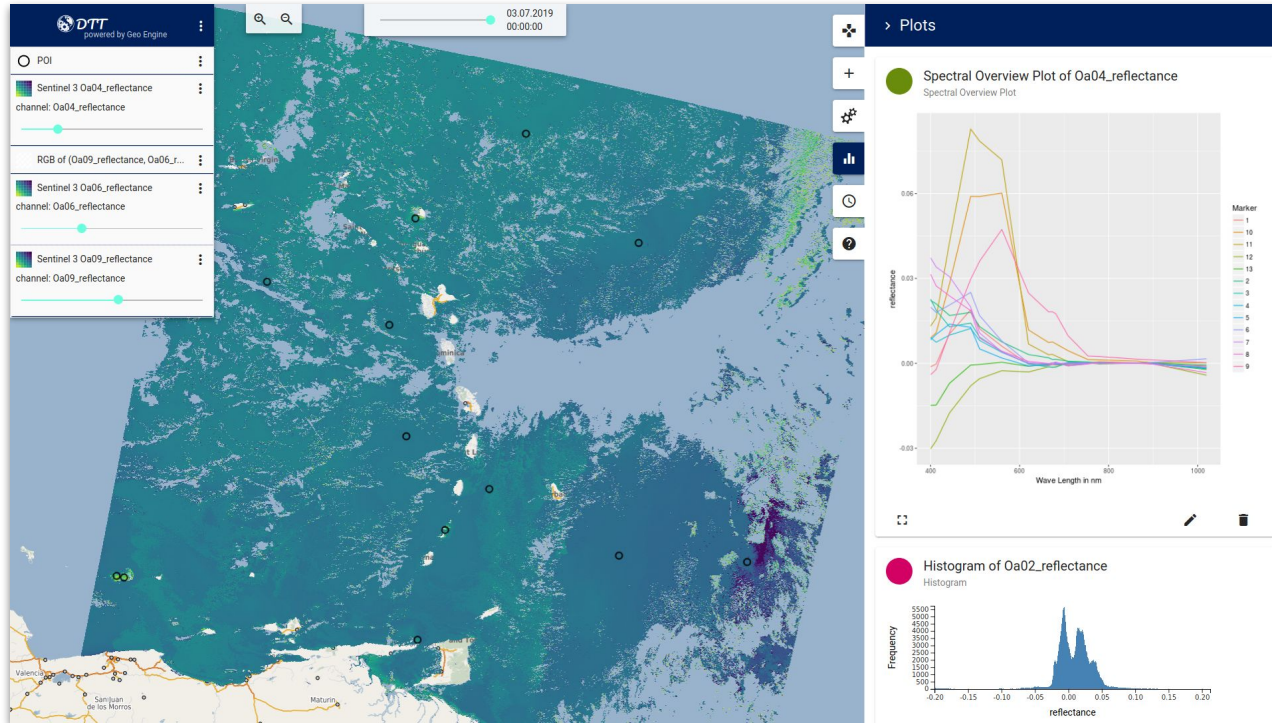 DTT
powered by Geo Engine
POI
Sentinel 3 Oa04_reflectance
channel: Oa04_reflectance
RGB of (Oa09_reflectance, Oa06_r...
Sentinel 3 Oa06_reflectance
channel: Oa06_reflectance
Sentinel 3 Oa09_reflectance
channel: Oa09_reflectance
03.07.2019
00:00:00
Valencia
San Juan
de los Morros
Maturín
Plots
Spectral Overview Plot of Oa04_reflectance
Spectral Overview Plot
reflectance
0.06
0.03
0.00
-0.03
400
600
800
1000
Wave Length in nm
Marker
1
10
11
12
13
2
3
4
5
6
7
8
9
Histogram of Oa02_reflectance
Histogram
Frequency
5500
5000
4500
4000
3500
3000
2500
2000
1500
1000
500
0
-0.20
-0.15
-0.10
-0.05
0.00
0.05
0.10
0.15
0.20
reflectance